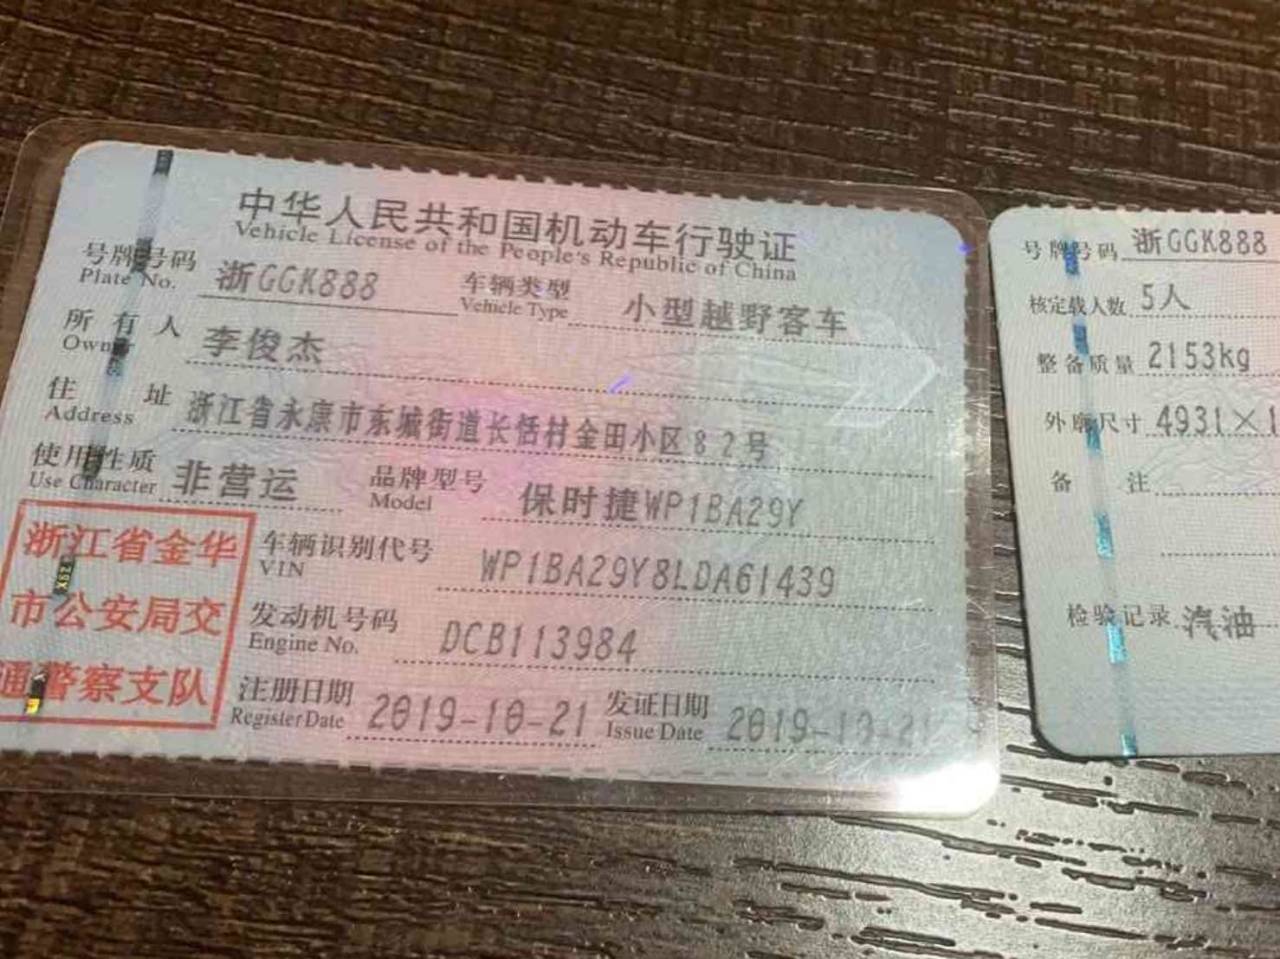 中华人民共和国机动车行驶证
Vehicle License of the People's Republic of China
号牌号码 浙GGK888 车辆类型 小型越野客车
Plate No. Vehicle Type
所有人 李俊杰
Owner
住址 浙江省永康市东城街道长恬村金田小区82号
Address
使用性质 非营运 品牌型号 保时捷WP1BA29Y
Use Character Model
浙江省金华
市公安局交
通警察支队
车辆识别代号 WP1BA29Y8LDA61439
VIN
发动机号码 DCB113984
Engine No.
注册日期 2019-10-21 发证日期 2019-10-21
Register Date Issue Date
号牌号码 浙GGK888
核定载人数 5人
整备质量 2153kg
外廓尺寸 4931×1
备注
检验记录 汽油